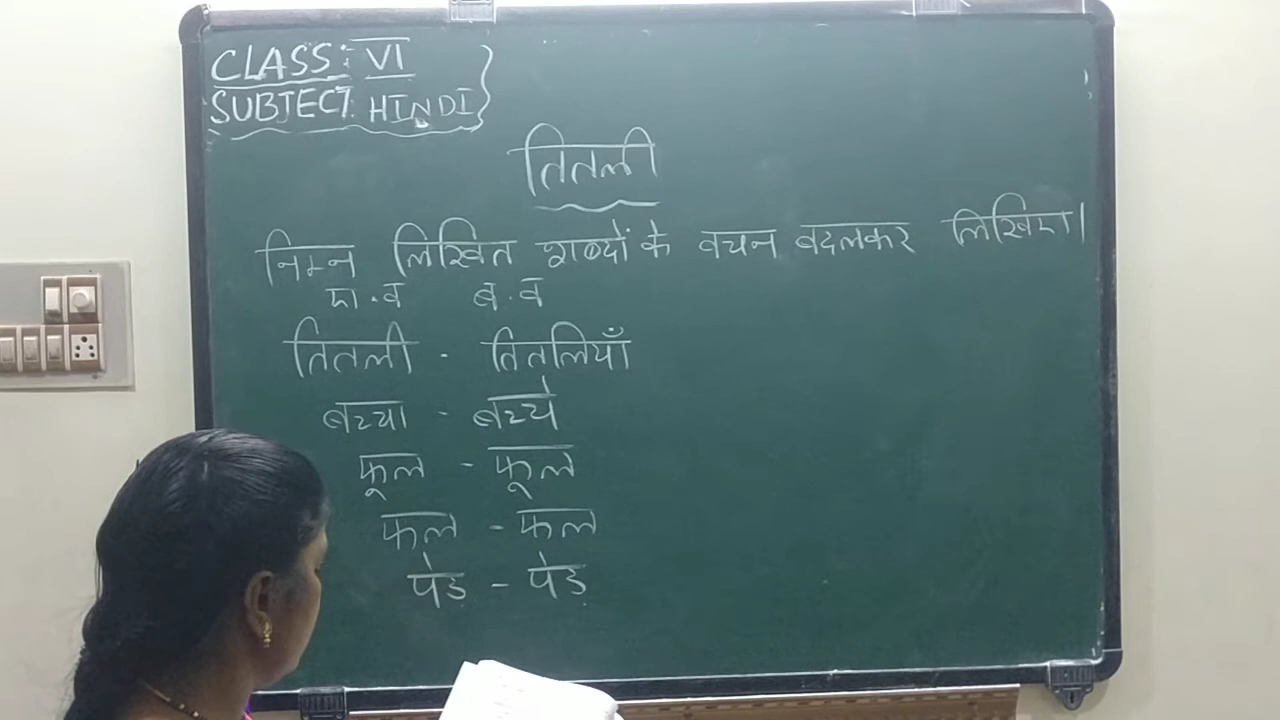 CLASS: VI
SUBJECT: HINDI
तितली
निम्न लिखित शब्दों के वचन बदलकर लिखिए।
ए.व ब.व
तितली - तितलियाँ
बच्चा - बच्चे
फूल - फूल
फल - फल
पेड़ - पेड़